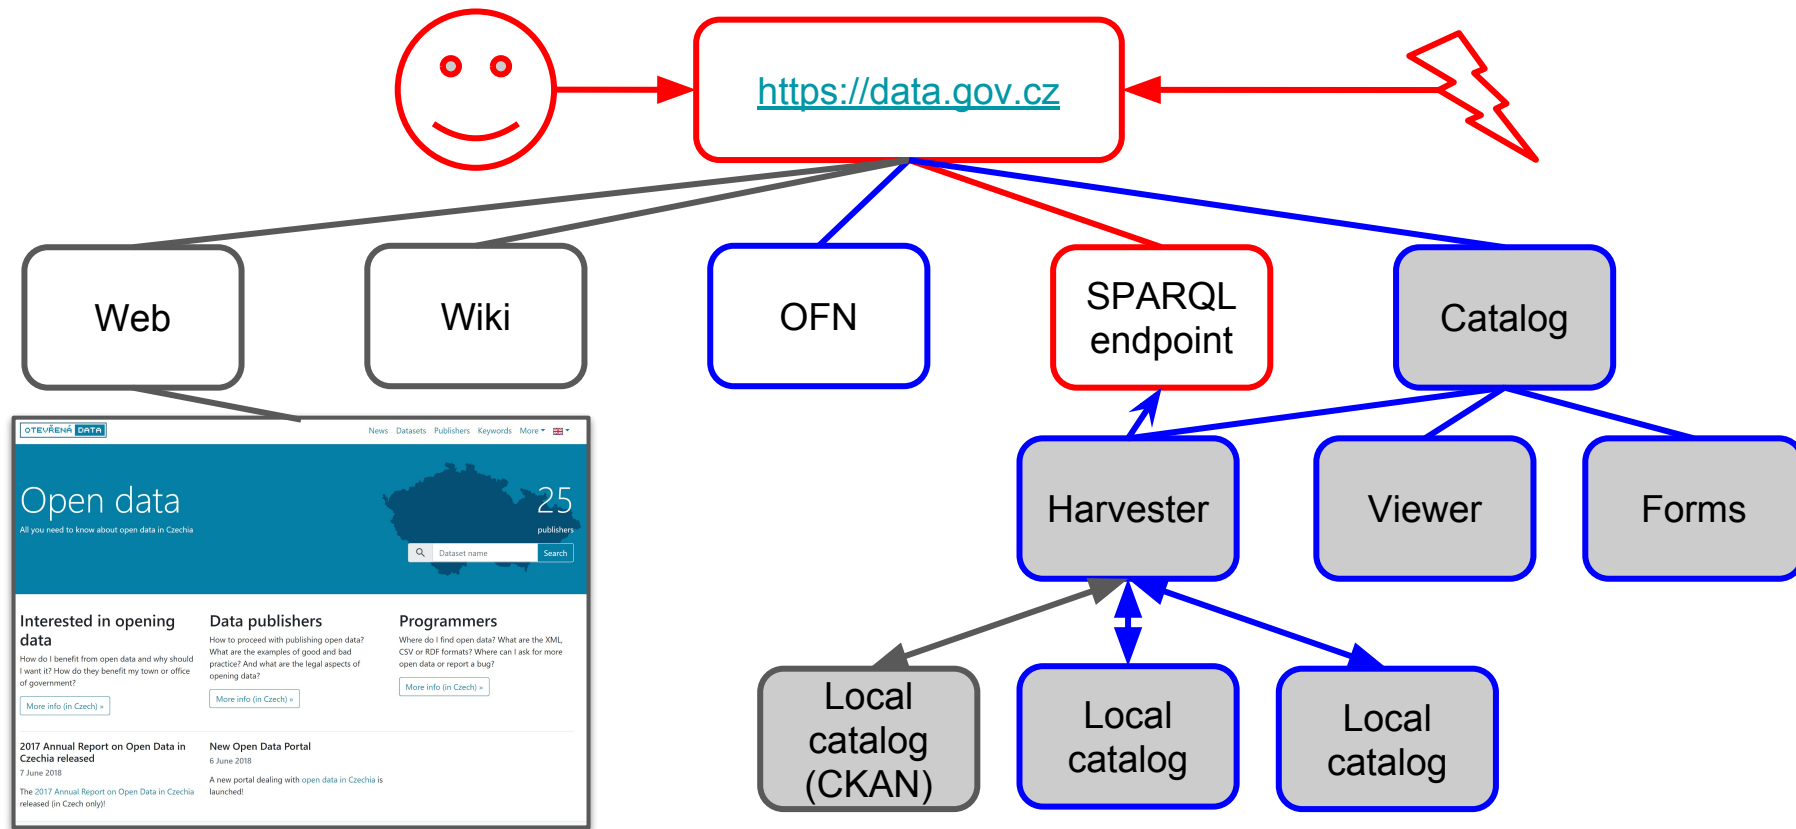 https://data.gov.cz
Web
Wiki
OFN
SPARQL
endpoint
Catalog
OTEVŘENÁ DATA
News Datasets Publishers Keywords More
Open data
All you need to know about open data in Czechia
25
publishers
Dataset name Search
Interested in opening
data
How do I benefit from open data and why should
I want it? How do they benefit my town or office
of government?
More info (in Czech) »
Data publishers
How to proceed with publishing open data?
What are the examples of good and bad
practice? And what are the legal aspects of
opening data?
More info (in Czech) »
Programmers
Where do I find open data? What are the XML,
CSV or RDF formats? Where can I ask for more
open data or report a bug?
More info (in Czech) »
2017 Annual Report on Open Data in
Czechia released
7 June 2018
The 2017 Annual Report on Open Data in Czechia
released (in Czech only)!
New Open Data Portal
6 June 2018
A new portal dealing with open data in Czechia is
launched!
Harvester
Viewer
Forms
Local
catalog
(CKAN)
Local
catalog
Local
catalog